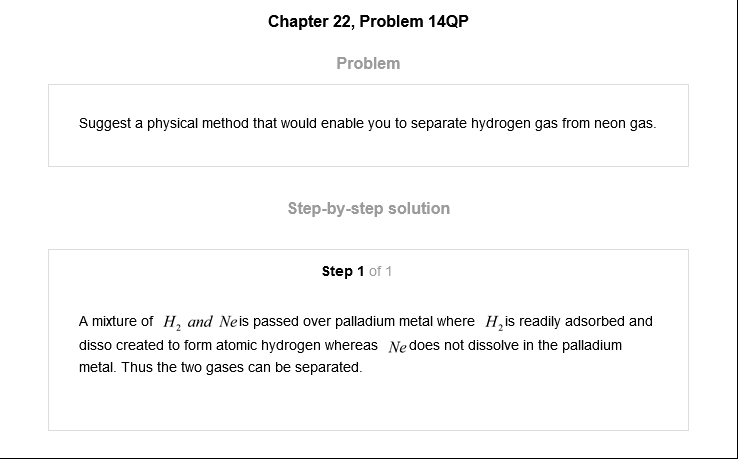 Chapter 22, Problem 14QP
Problem
Suggest a physical method that would enable you to separate hydrogen gas from neon gas.
Step-by-step solution
Step 1 of 1
A mixture of H₂ and Ne is passed over palladium metal where H₂ is readily adsorbed and
disso created to form atomic hydrogen whereas Ne does not dissolve in the palladium
metal. Thus the two gases can be separated.